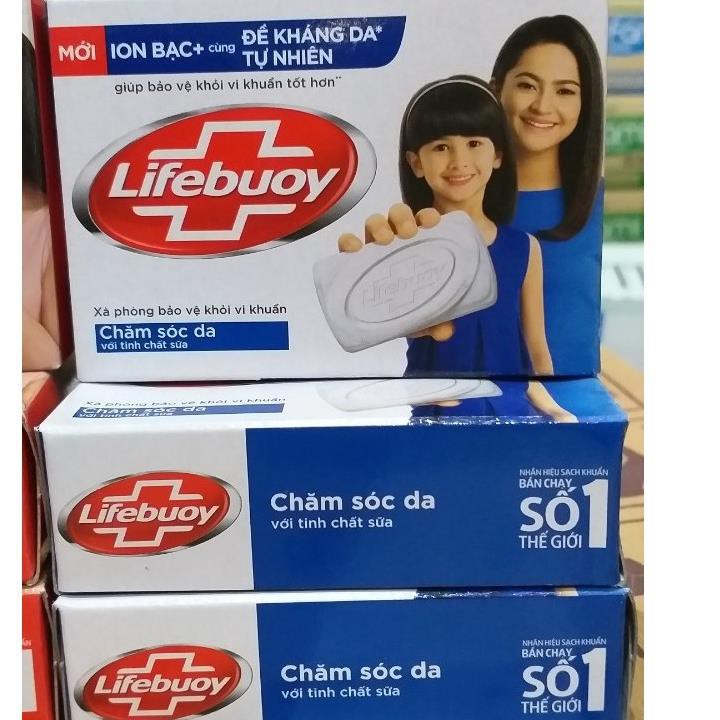 MỚI ION BẠC+ cùng ĐỀ KHÁNG DA*
TỰ NHIÊN
giúp bảo vệ khỏi vi khuẩn tốt hơn**
Lifebuoy
Lifebuoy
Xà phòng bảo vệ khỏi vi khuẩn
Chăm sóc da
với tinh chất sữa
Xà phòng bảo vệ khỏi vi khuẩn
Chăm sóc da
với tinh chất sữa
Lifebuoy
Chăm sóc da
với tinh chất sữa
NHÃN HIỆU SẠCH KHUẨN
BÁN CHẠY
SỐ 1
THẾ GIỚI
Lifebuoy
Chăm sóc da
với tinh chất sữa
NHÃN HIỆU SẠCH KHUẨN
BÁN CHẠY
SỐ 1
THẾ GIỚI